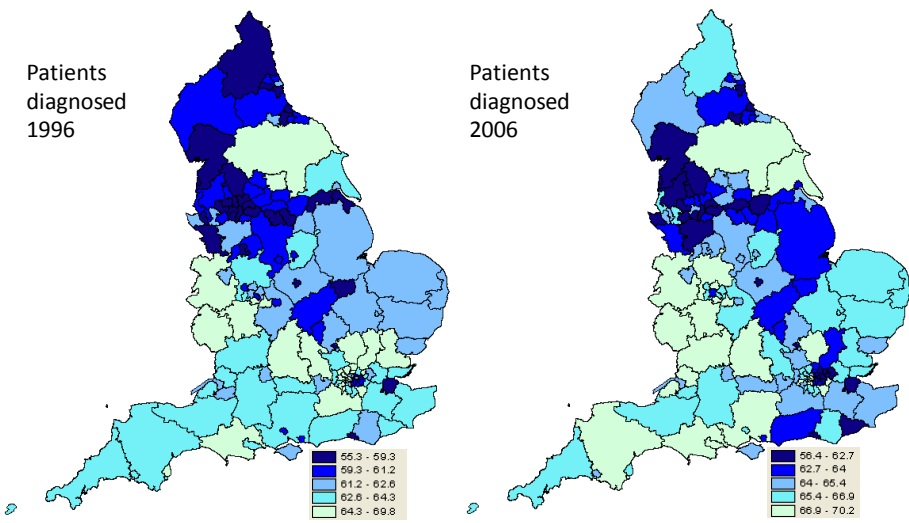 Patients
diagnosed
1996
Patients
diagnosed
2006
55.3 - 59.3
59.3 - 61.2
61.2 - 62.6
62.6 - 64.3
64.3 - 69.8
56.4 - 62.7
62.7 - 64
64 - 65.4
65.4 - 66.9
66.9 - 70.2